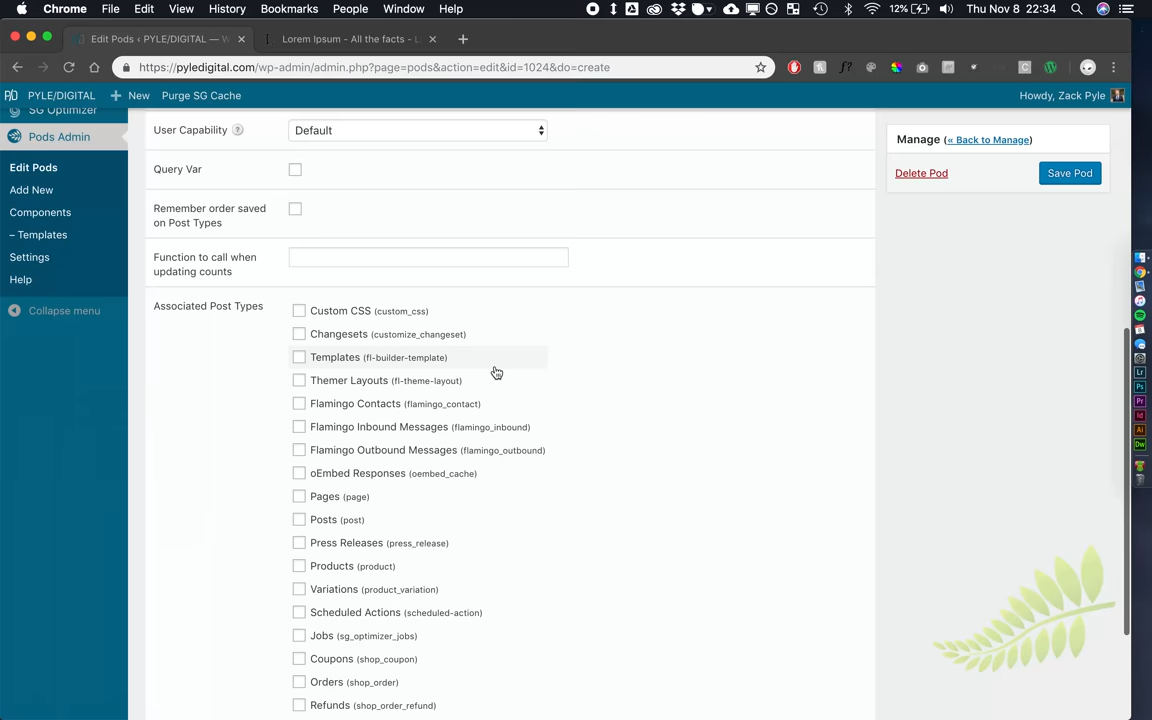 Chrome File Edit View History Bookmarks People Window Help 12% Thu Nov 8 22:34
Edit Pods ‹ PYLE/DIGITAL — W Lorem Ipsum - All the facts - L
https://pyledigital.com/wp-admin/admin.php?page=pods&action=edit&id=1024&do=create
PYLE/DIGITAL + New Purge SG Cache Howdy, Zack Pyle
SG Optimizer
Pods Admin
Edit Pods
Add New
Components
– Templates
Settings
Help
Collapse menu
User Capability ? Default
Query Var
Remember order saved
on Post Types
Function to call when
updating counts
Associated Post Types
Custom CSS (custom_css)
Changesets (customize_changeset)
Templates (fl-builder-template)
Themer Layouts (fl-theme-layout)
Flamingo Contacts (flamingo_contact)
Flamingo Inbound Messages (flamingo_inbound)
Flamingo Outbound Messages (flamingo_outbound)
oEmbed Responses (oembed_cache)
Pages (page)
Posts (post)
Press Releases (press_release)
Products (product)
Variations (product_variation)
Scheduled Actions (scheduled-action)
Jobs (sg_optimizer_jobs)
Coupons (shop_coupon)
Orders (shop_order)
Refunds (shop_order_refund)
Manage (« Back to Manage)
Delete Pod Save Pod
Lr
Ps
Pr
Id
Ai
Dw